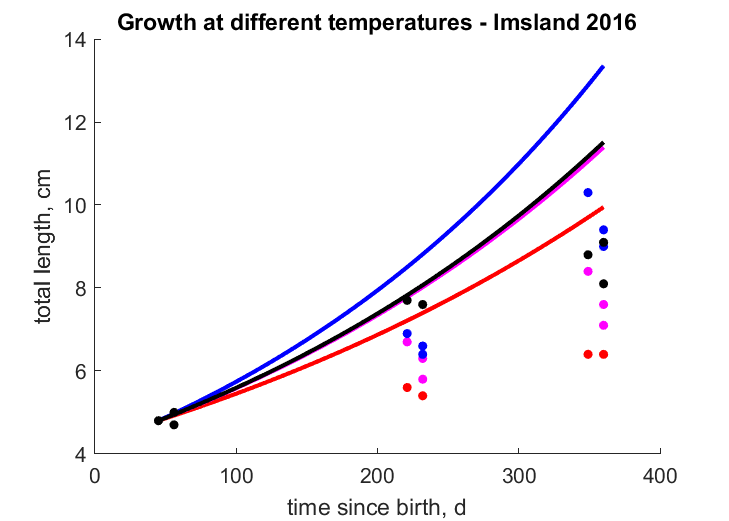 Growth at different temperatures - Imsland 2016
14
12
10
8
6
4
total length, cm
0 100 200 300 400
time since birth, d